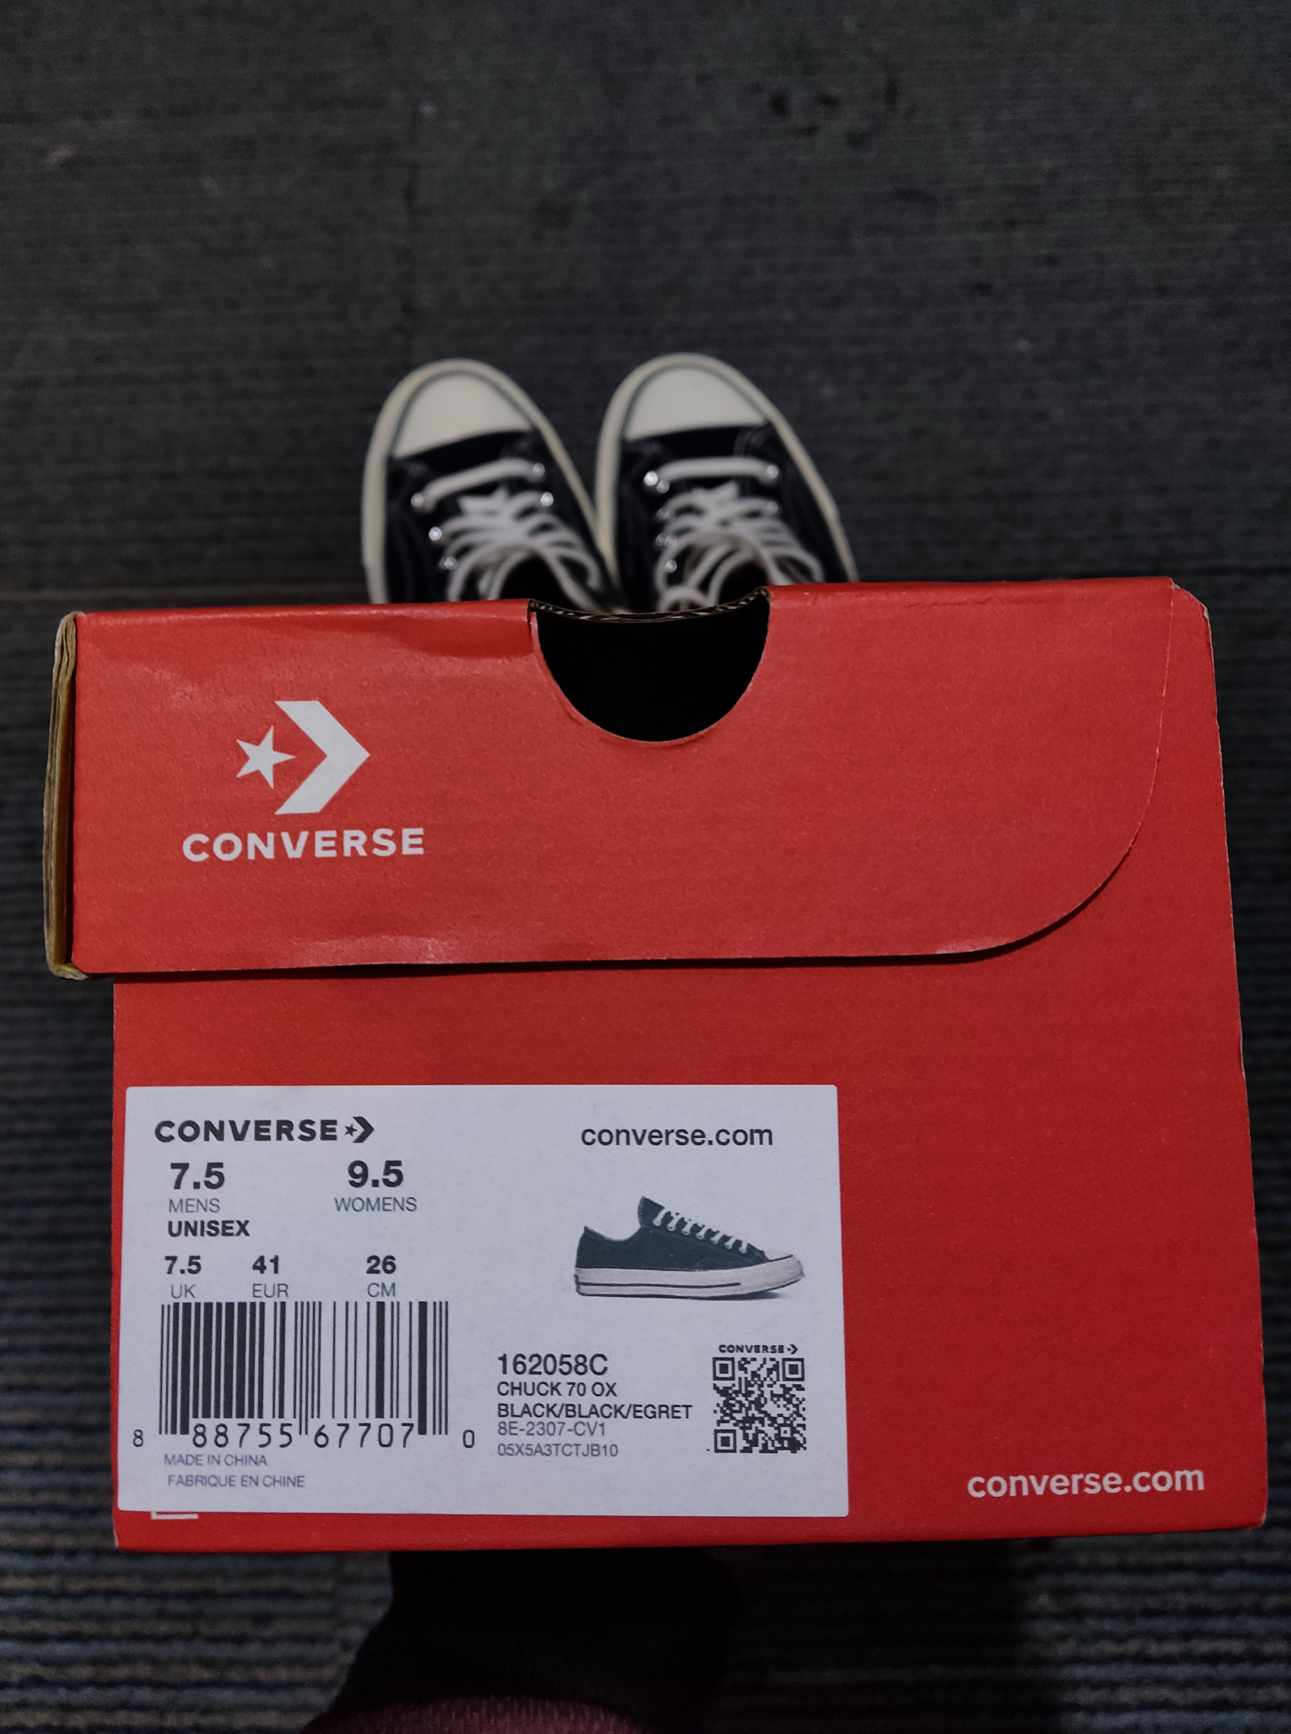 CONVERSE
CONVERSE
converse.com
7.5 9.5
MENS WOMENS
UNISEX
7.5 41 26
UK EUR CM
8 88755 67707 0
MADE IN CHINA
FABRIQUE EN CHINE
162058C
CHUCK 70 OX
BLACK/BLACK/EGRET
8E-2307-CV1
05X5A3TCTJB10
CONVERSE
converse.com